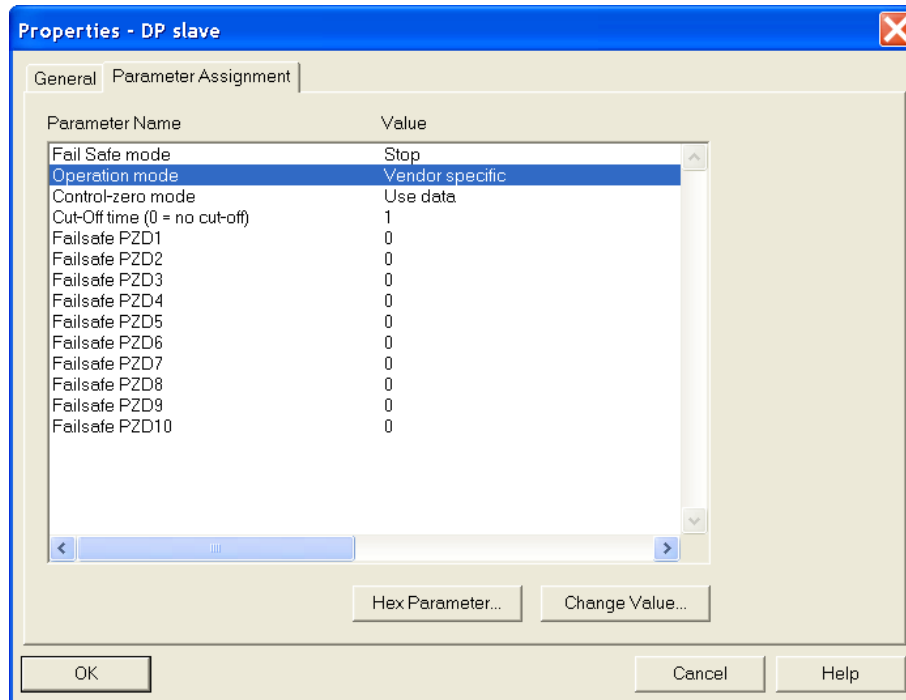 Properties - DP slave
General Parameter Assignment
Parameter Name Value
Fail Safe mode Stop
Operation mode Vendor specific
Control-zero mode Use data
Cut-Off time (0 = no cut-off) 1
Failsafe PZD1 0
Failsafe PZD2 0
Failsafe PZD3 0
Failsafe PZD4 0
Failsafe PZD5 0
Failsafe PZD6 0
Failsafe PZD7 0
Failsafe PZD8 0
Failsafe PZD9 0
Failsafe PZD10 0
Hex Parameter... Change Value...
OK Cancel Help